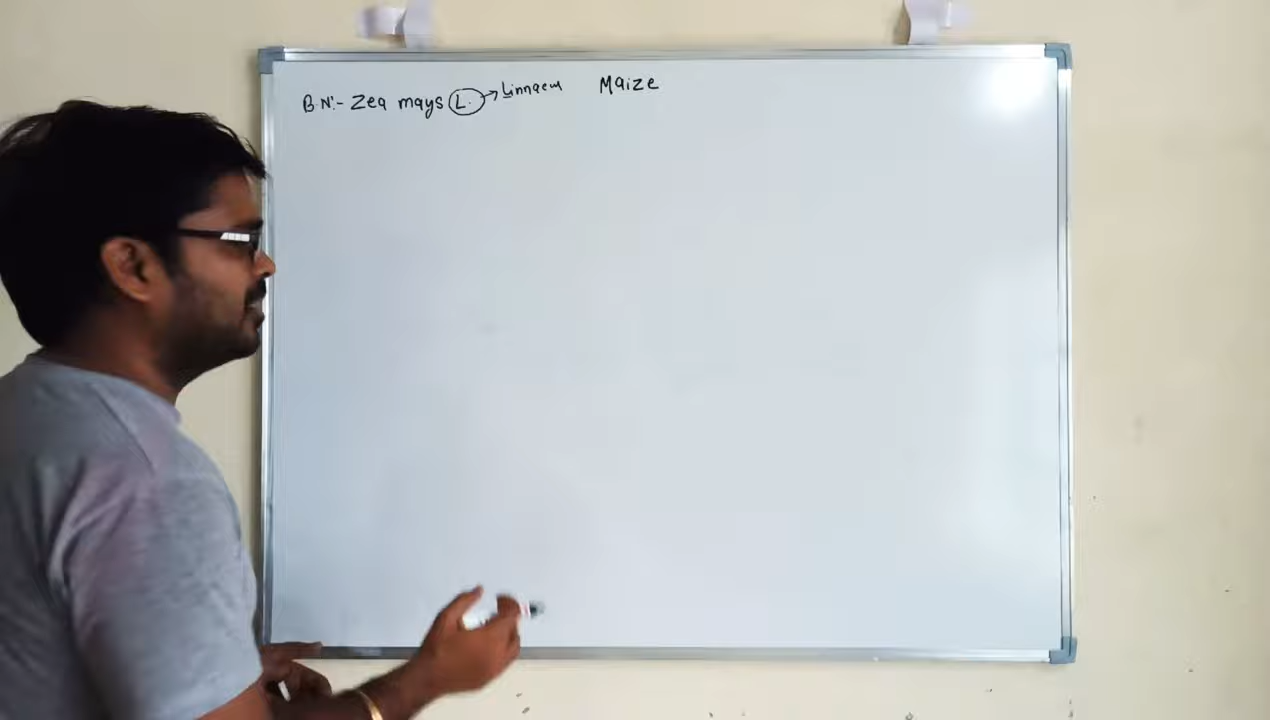 Maize
B.N:- Zea mays L. → Linnaeus